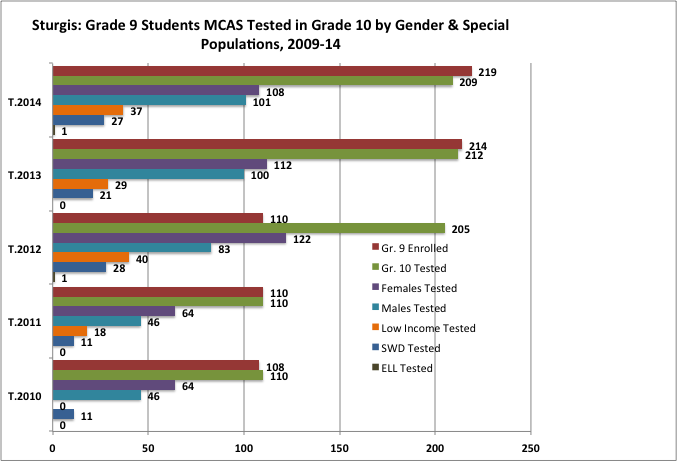 Sturgis: Grade 9 Students MCAS Tested in Grade 10 by Gender & Special
Populations, 2009-14
T.2014
219
209
108
101
37
27
1
T.2013
214
212
112
100
29
21
0
T.2012
110
205
122
83
40
28
1
T.2011
110
110
64
46
18
11
0
T.2010
108
110
64
46
0
11
0
Gr. 9 Enrolled
Gr. 10 Tested
Females Tested
Males Tested
Low Income Tested
SWD Tested
ELL Tested
0 50 100 150 200 250